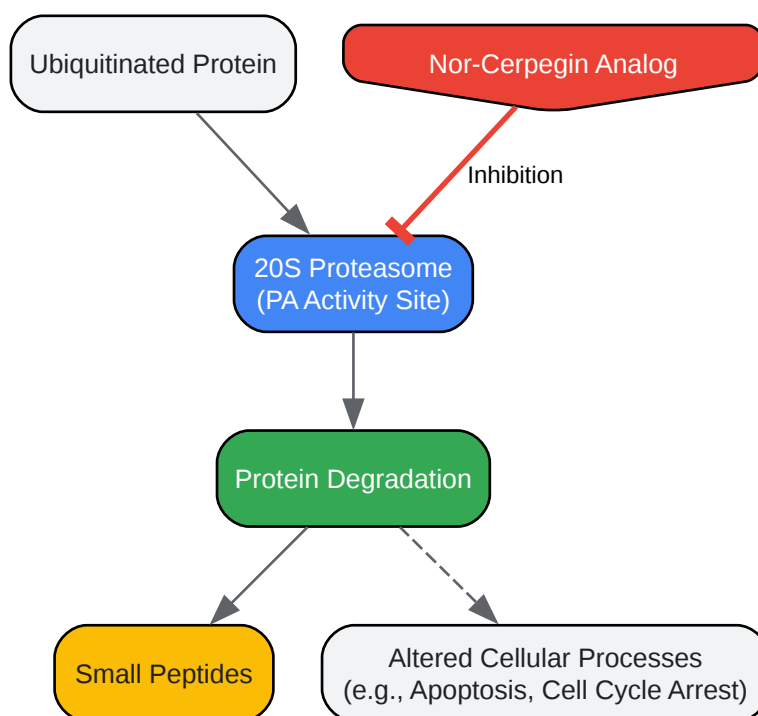 Ubiquitinated Protein
Nor-Cerpegin Analog
Inhibition
20S Proteasome
(PA Activity Site)
Protein Degradation
Small Peptides
Altered Cellular Processes
(e.g., Apoptosis, Cell Cycle Arrest)